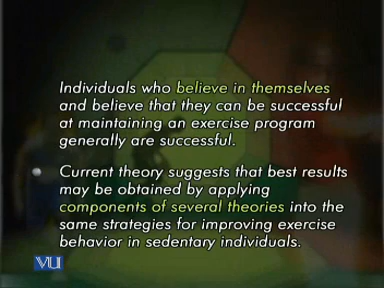 Individuals who believe in themselves
and believe that they can be successful
at maintaining an exercise program
generally are successful.
Current theory suggests that best results
may be obtained by applying
components of several theories into the
same strategies for improving exercise
behavior in sedentary individuals.
VU